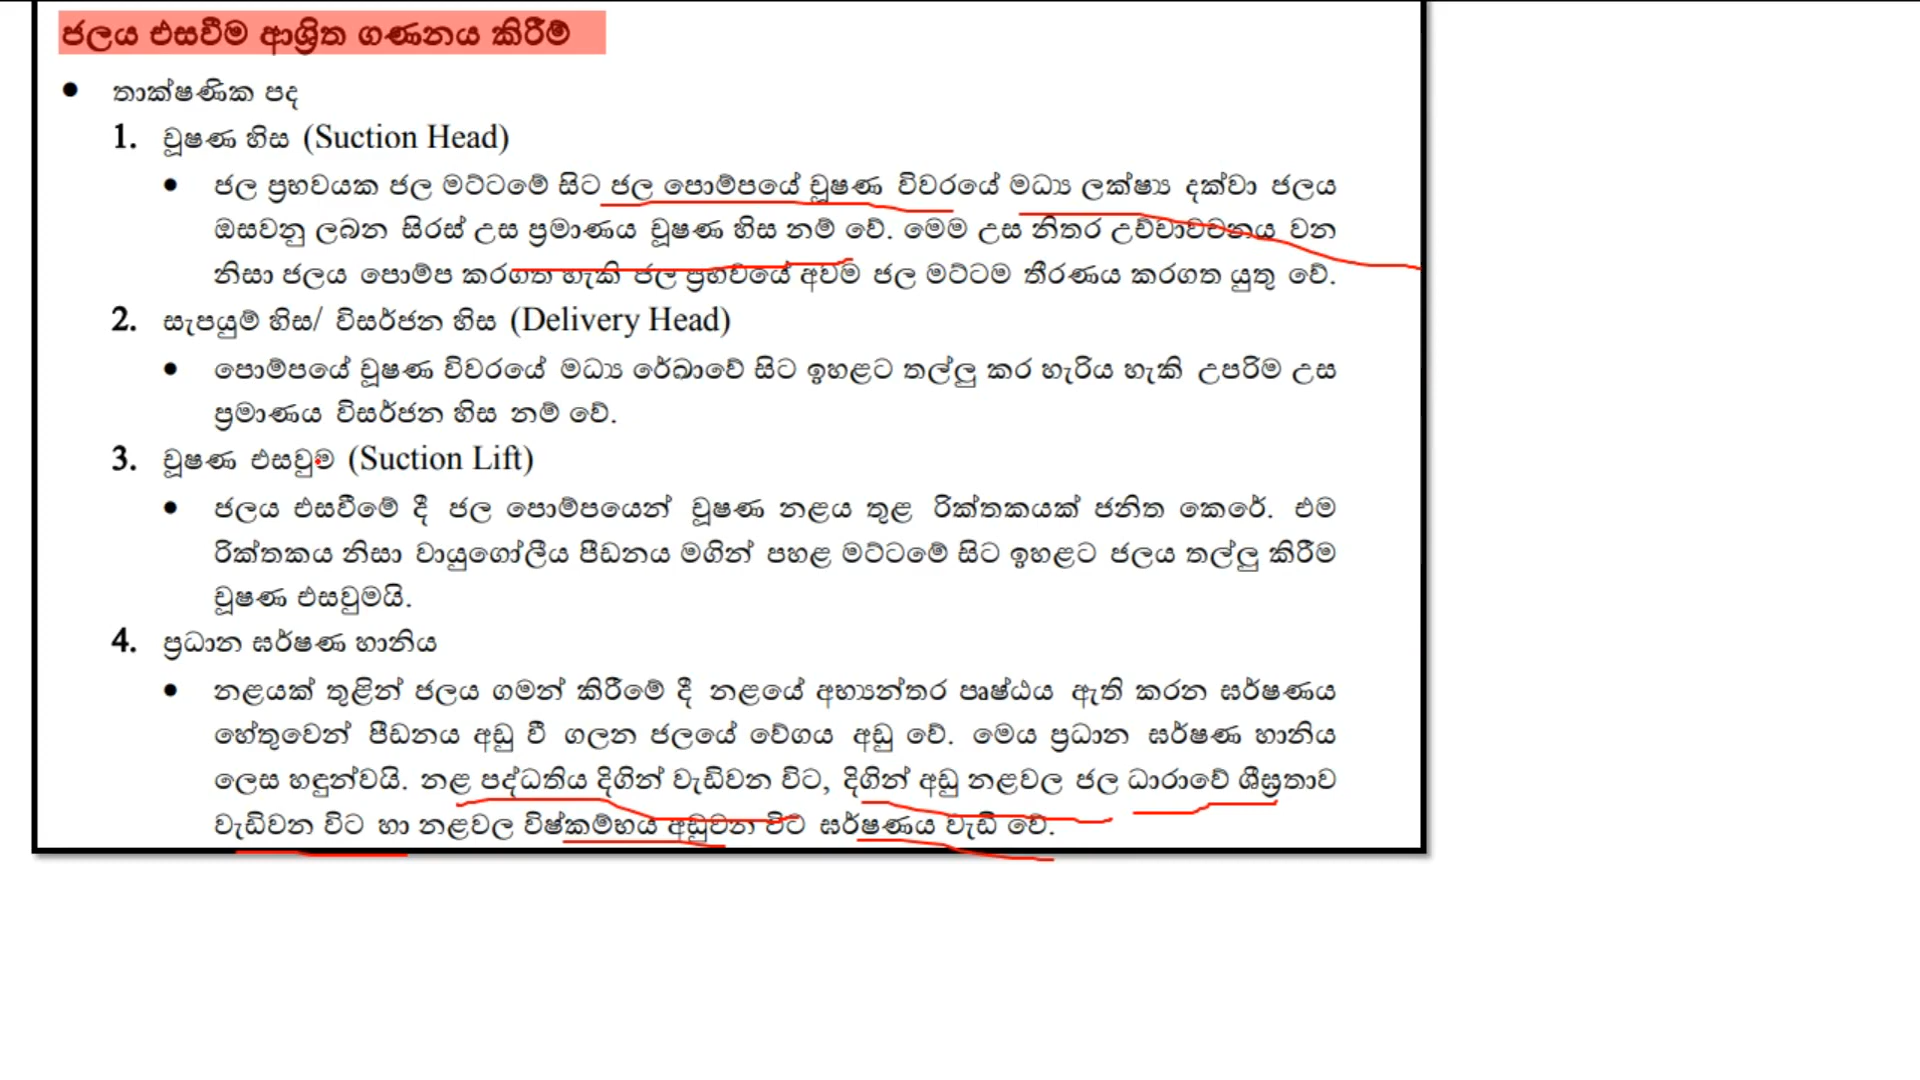 ජලය එසවීම ආශ්‍රිත ගණනය කිරීම්
● තාක්ෂණික පද
1. චූෂණ හිස (Suction Head)
● ජල ප්‍රභවයක ජල මට්ටමේ සිට ජල පොම්පයේ චූෂණ විවරයේ මධ්‍ය ලක්ෂ්‍ය දක්වා ජලය
ඔසවනු ලබන සිරස් උස ප්‍රමාණය චූෂණ හිස නම් වේ. මෙම උස නිතර උච්චාවචනය වන
නිසා ජලය පොම්ප කරගත හැකි ජල ප්‍රභවයේ අවම ජල මට්ටම තීරණය කරගත යුතු වේ.
2. සැපයුම් හිස/ විසර්ජන හිස (Delivery Head)
● පොම්පයේ චූෂණ විවරයේ මධ්‍ය රේඛාවේ සිට ඉහළට තල්ලු කර හැරිය හැකි උපරිම උස
ප්‍රමාණය විසර්ජන හිස නම් වේ.
3. චූෂණ එසවුම (Suction Lift)
● ජලය එසවීමේ දී ජල පොම්පයෙන් චූෂණ නළය තුළ රික්තකයක් ජනිත කෙරේ. එම
රික්තකය නිසා වායුගෝලීය පීඩනය මගින් පහළ මට්ටමේ සිට ඉහළට ජලය තල්ලු කිරීම
චූෂණ එසවුමයි.
4. ප්‍රධාන ඝර්ෂණ හානිය
● නළයක් තුළින් ජලය ගමන් කිරීමේ දී නළයේ අභ්‍යන්තර පෘෂ්ඨය ඇති කරන ඝර්ෂණය
හේතුවෙන් පීඩනය අඩු වී ගලන ජලයේ වේගය අඩු වේ. මෙය ප්‍රධාන ඝර්ෂණ හානිය
ලෙස හඳුන්වයි. නළ පද්ධතිය දිගින් වැඩිවන විට, දිගින් අඩු නළවල ජල ධාරාවේ ශීඝ්‍රතාව
වැඩිවන විට හා නළවල විෂ්කම්භය අඩුවන විට ඝර්ෂණය වැඩි වේ.